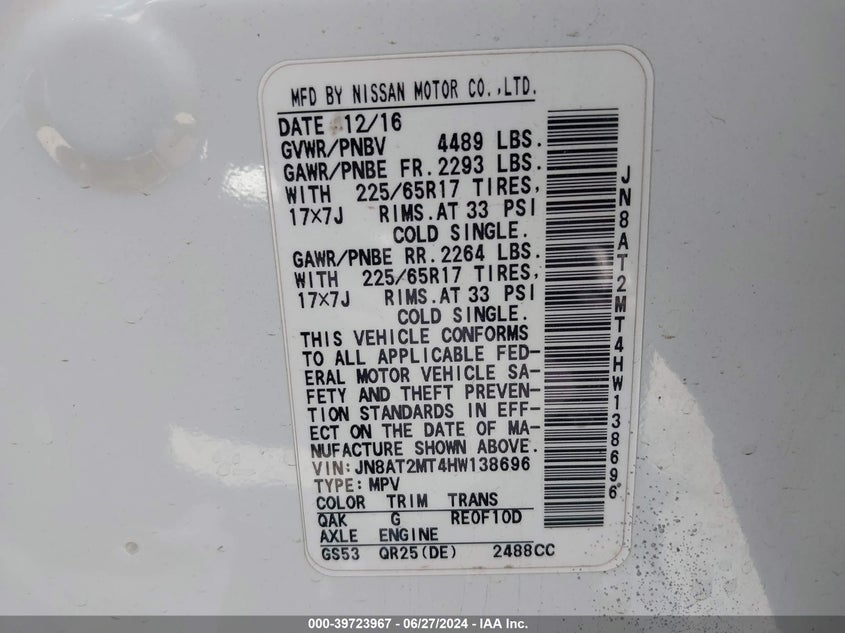 MFD BY NISSAN MOTOR CO.,LTD.
DATE 12/16
GVWR/PNBV 4489 LBS.
GAWR/PNBE FR. 2293 LBS.
WITH 225/65R17 TIRES,
17X7J RIMS. AT 33 PSI
COLD SINGLE.
GAWR/PNBE RR. 2264 LBS.
WITH 225/65R17 TIRES,
17X7J RIMS. AT 33 PSI
COLD SINGLE.
THIS VEHICLE CONFORMS
TO ALL APPLICABLE FED-
ERAL MOTOR VEHICLE SA-
FETY AND THEFT PREVEN-
TION STANDARDS IN EFF-
ECT ON THE DATE OF MA-
NUFACTURE SHOWN ABOVE.
VIN: JN8AT2MT4HW138696
TYPE: MPV
COLOR TRIM TRANS
QAK G RE0F10D
AXLE ENGINE
GS53 QR25(DE) 2488CC
JN8AT2MT4HW138696
000-39723967 / 06/27/2024 - IAA Inc.